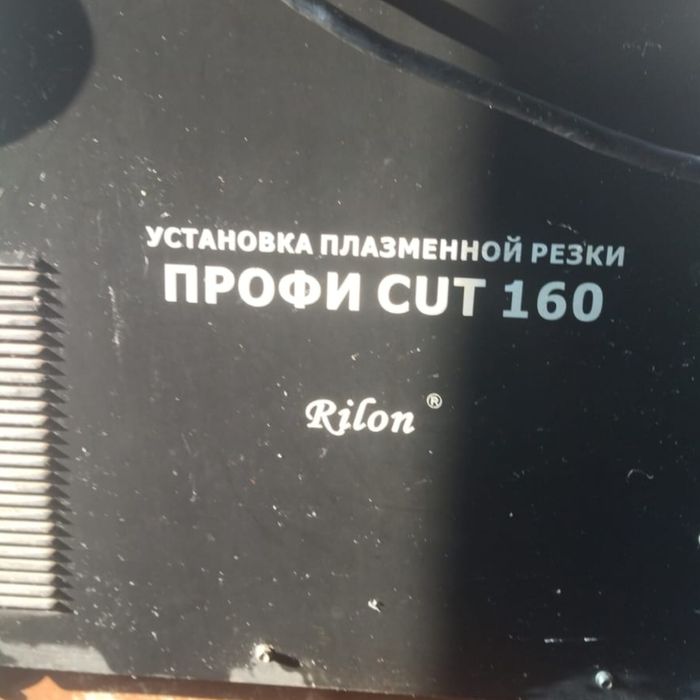 УСТАНОВКА ПЛАЗМЕННОЙ РЕЗКИ
ПРОФИ CUT 160
Rilon ®